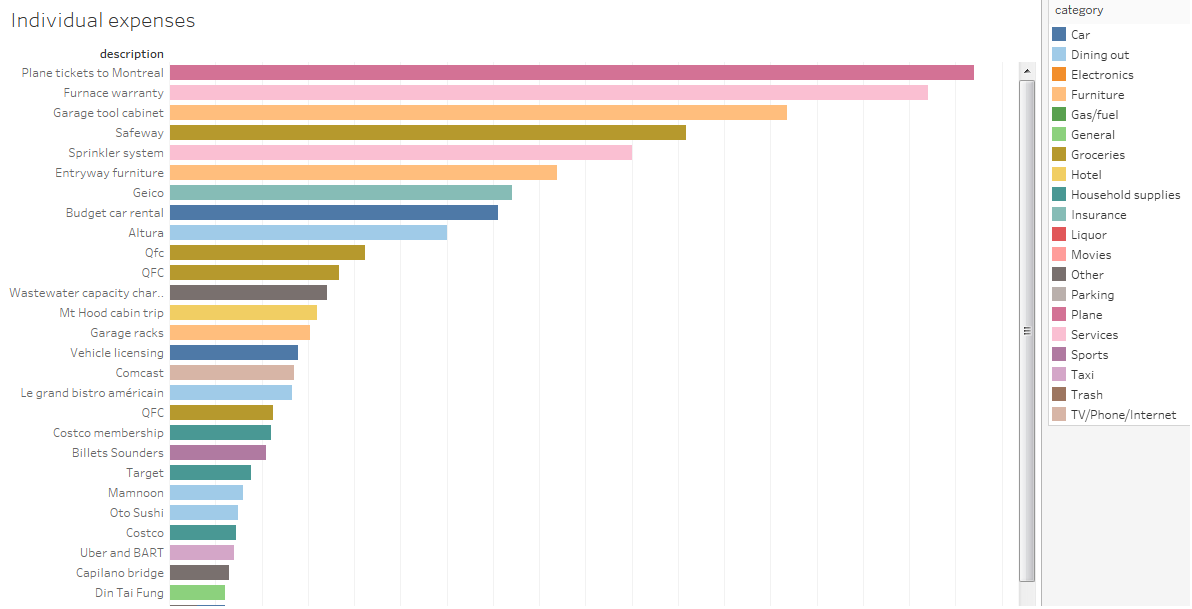 Individual expenses
description
Plane tickets to Montreal
Furnace warranty
Garage tool cabinet
Safeway
Sprinkler system
Entryway furniture
Geico
Budget car rental
Altura
Qfc
QFC
Wastewater capacity char..
Mt Hood cabin trip
Garage racks
Vehicle licensing
Comcast
Le grand bistro américain
QFC
Costco membership
Billets Sounders
Target
Mamnoon
Oto Sushi
Costco
Uber and BART
Capilano bridge
Din Tai Fung
category
Car
Dining out
Electronics
Furniture
Gas/fuel
General
Groceries
Hotel
Household supplies
Insurance
Liquor
Movies
Other
Parking
Plane
Services
Sports
Taxi
Trash
TV/Phone/Internet